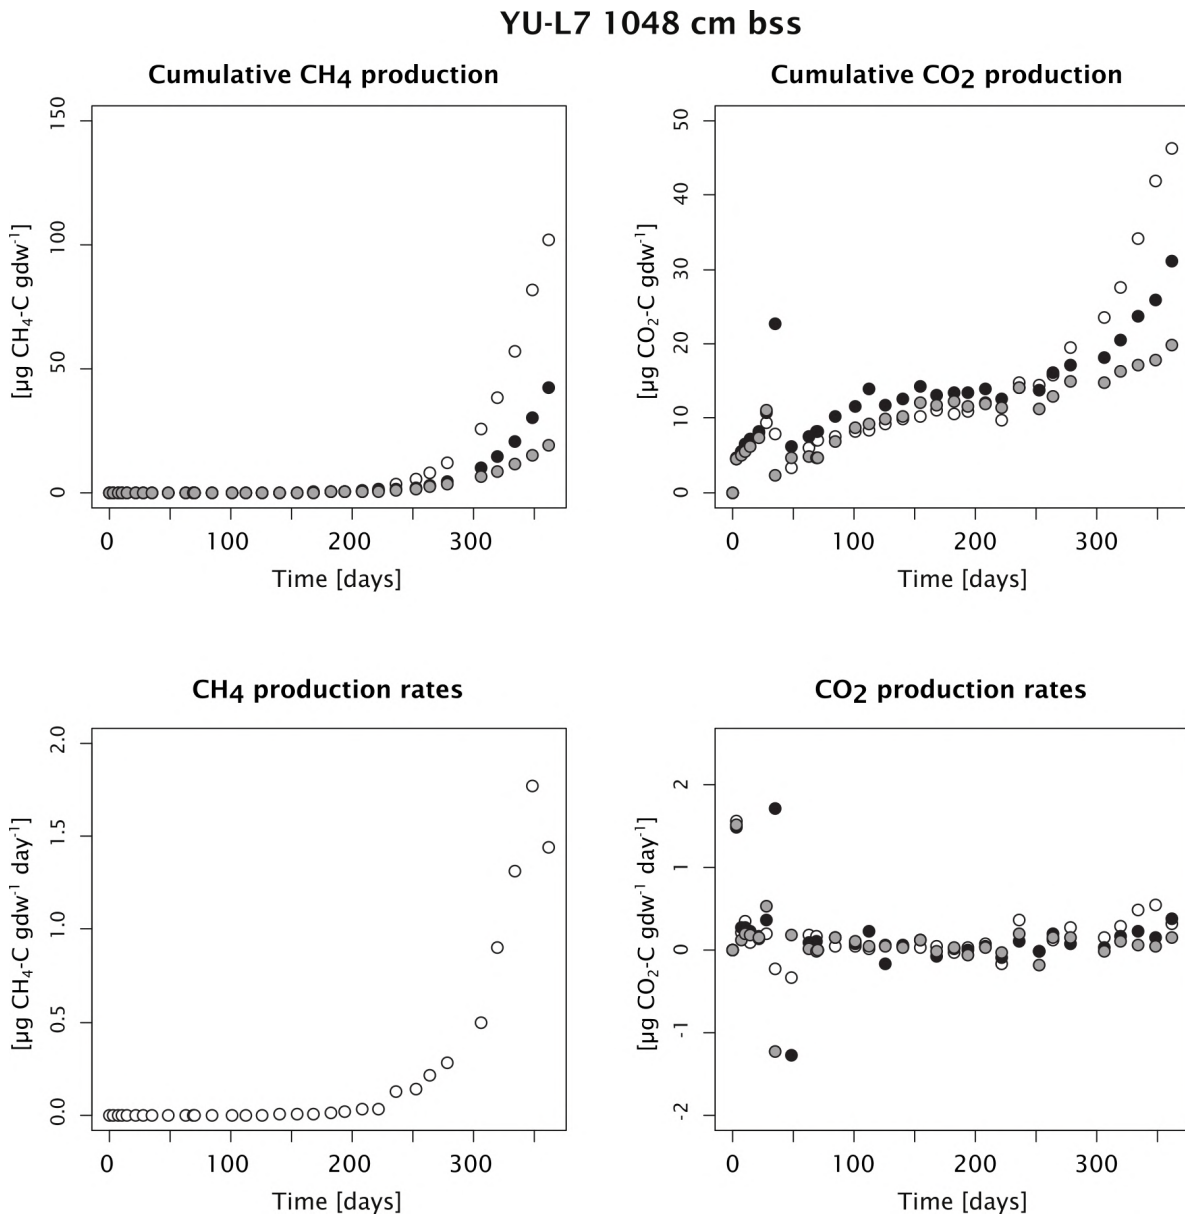 YU-L7 1048 cm bss
Cumulative CH4 production
[µg CH₄-C gdw⁻¹]
150
100
50
0
0 100 200 300
Time [days]
Cumulative CO2 production
[µg CO₂-C gdw⁻¹]
50
40
30
20
10
0
0 100 200 300
Time [days]
CH4 production rates
[µg CH₄-C gdw⁻¹ day⁻¹]
2.0
1.5
1.0
0.5
0.0
0 100 200 300
Time [days]
CO2 production rates
[µg CO₂-C gdw⁻¹ day⁻¹]
2
1
0
-1
-2
0 100 200 300
Time [days]